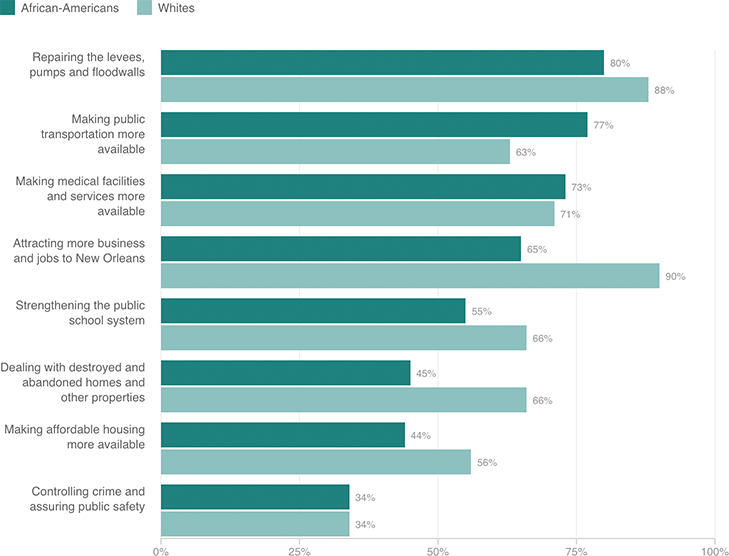 African-Americans
Whites
Repairing the levees,
pumps and floodwalls
80%
88%
Making public
transportation more
available
77%
63%
Making medical facilities
and services more
available
73%
71%
Attracting more business
and jobs to New Orleans
65%
90%
Strengthening the public
school system
55%
66%
Dealing with destroyed and
abandoned homes and
other properties
45%
66%
Making affordable housing
more available
44%
56%
Controlling crime and
assuring public safety
34%
34%
0%
25%
50%
75%
100%